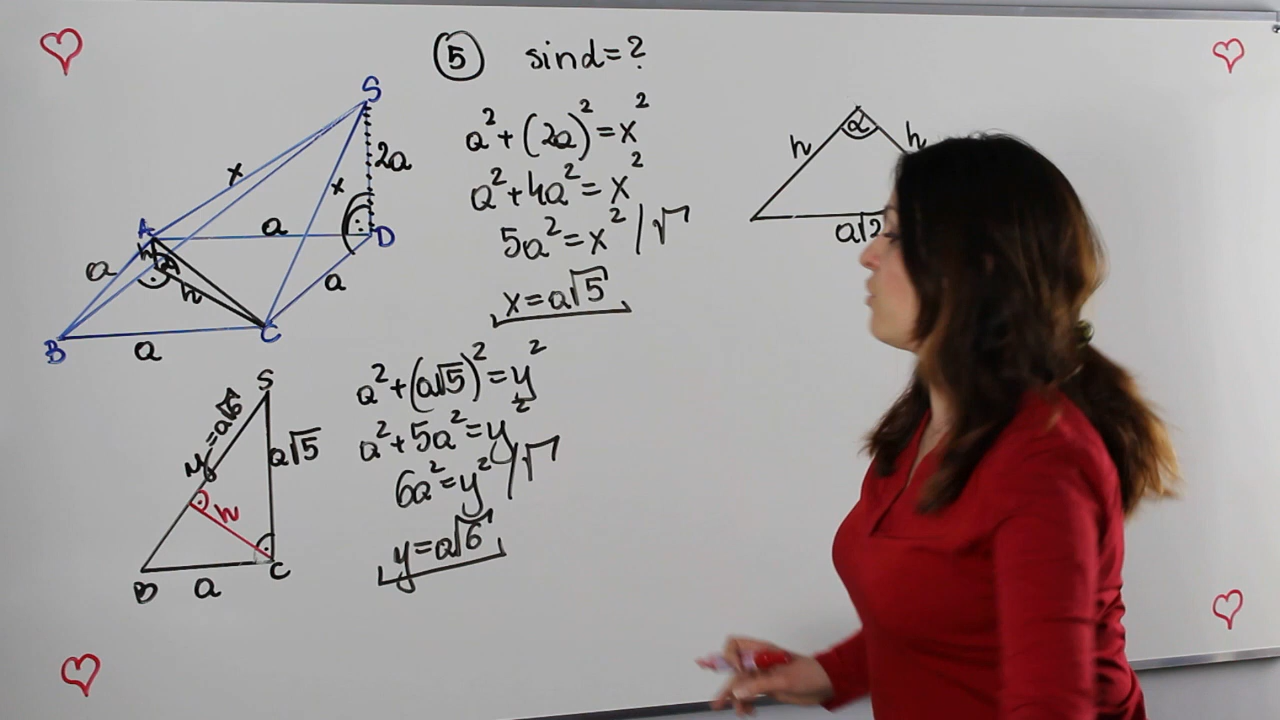 5 sinα=?
S
2a
x
x
A
a
D
a
h
α
h
a
C
B
a
a²+(2a)²=x²
a²+4a²=x²
5a²=x² /√
x=a√5
α
h
h
a√2
S
y=a√6
a√5
h
B
a
C
a²+(a√5)²=y²
a²+5a²=y²
6a²=y² /√
y=a√6